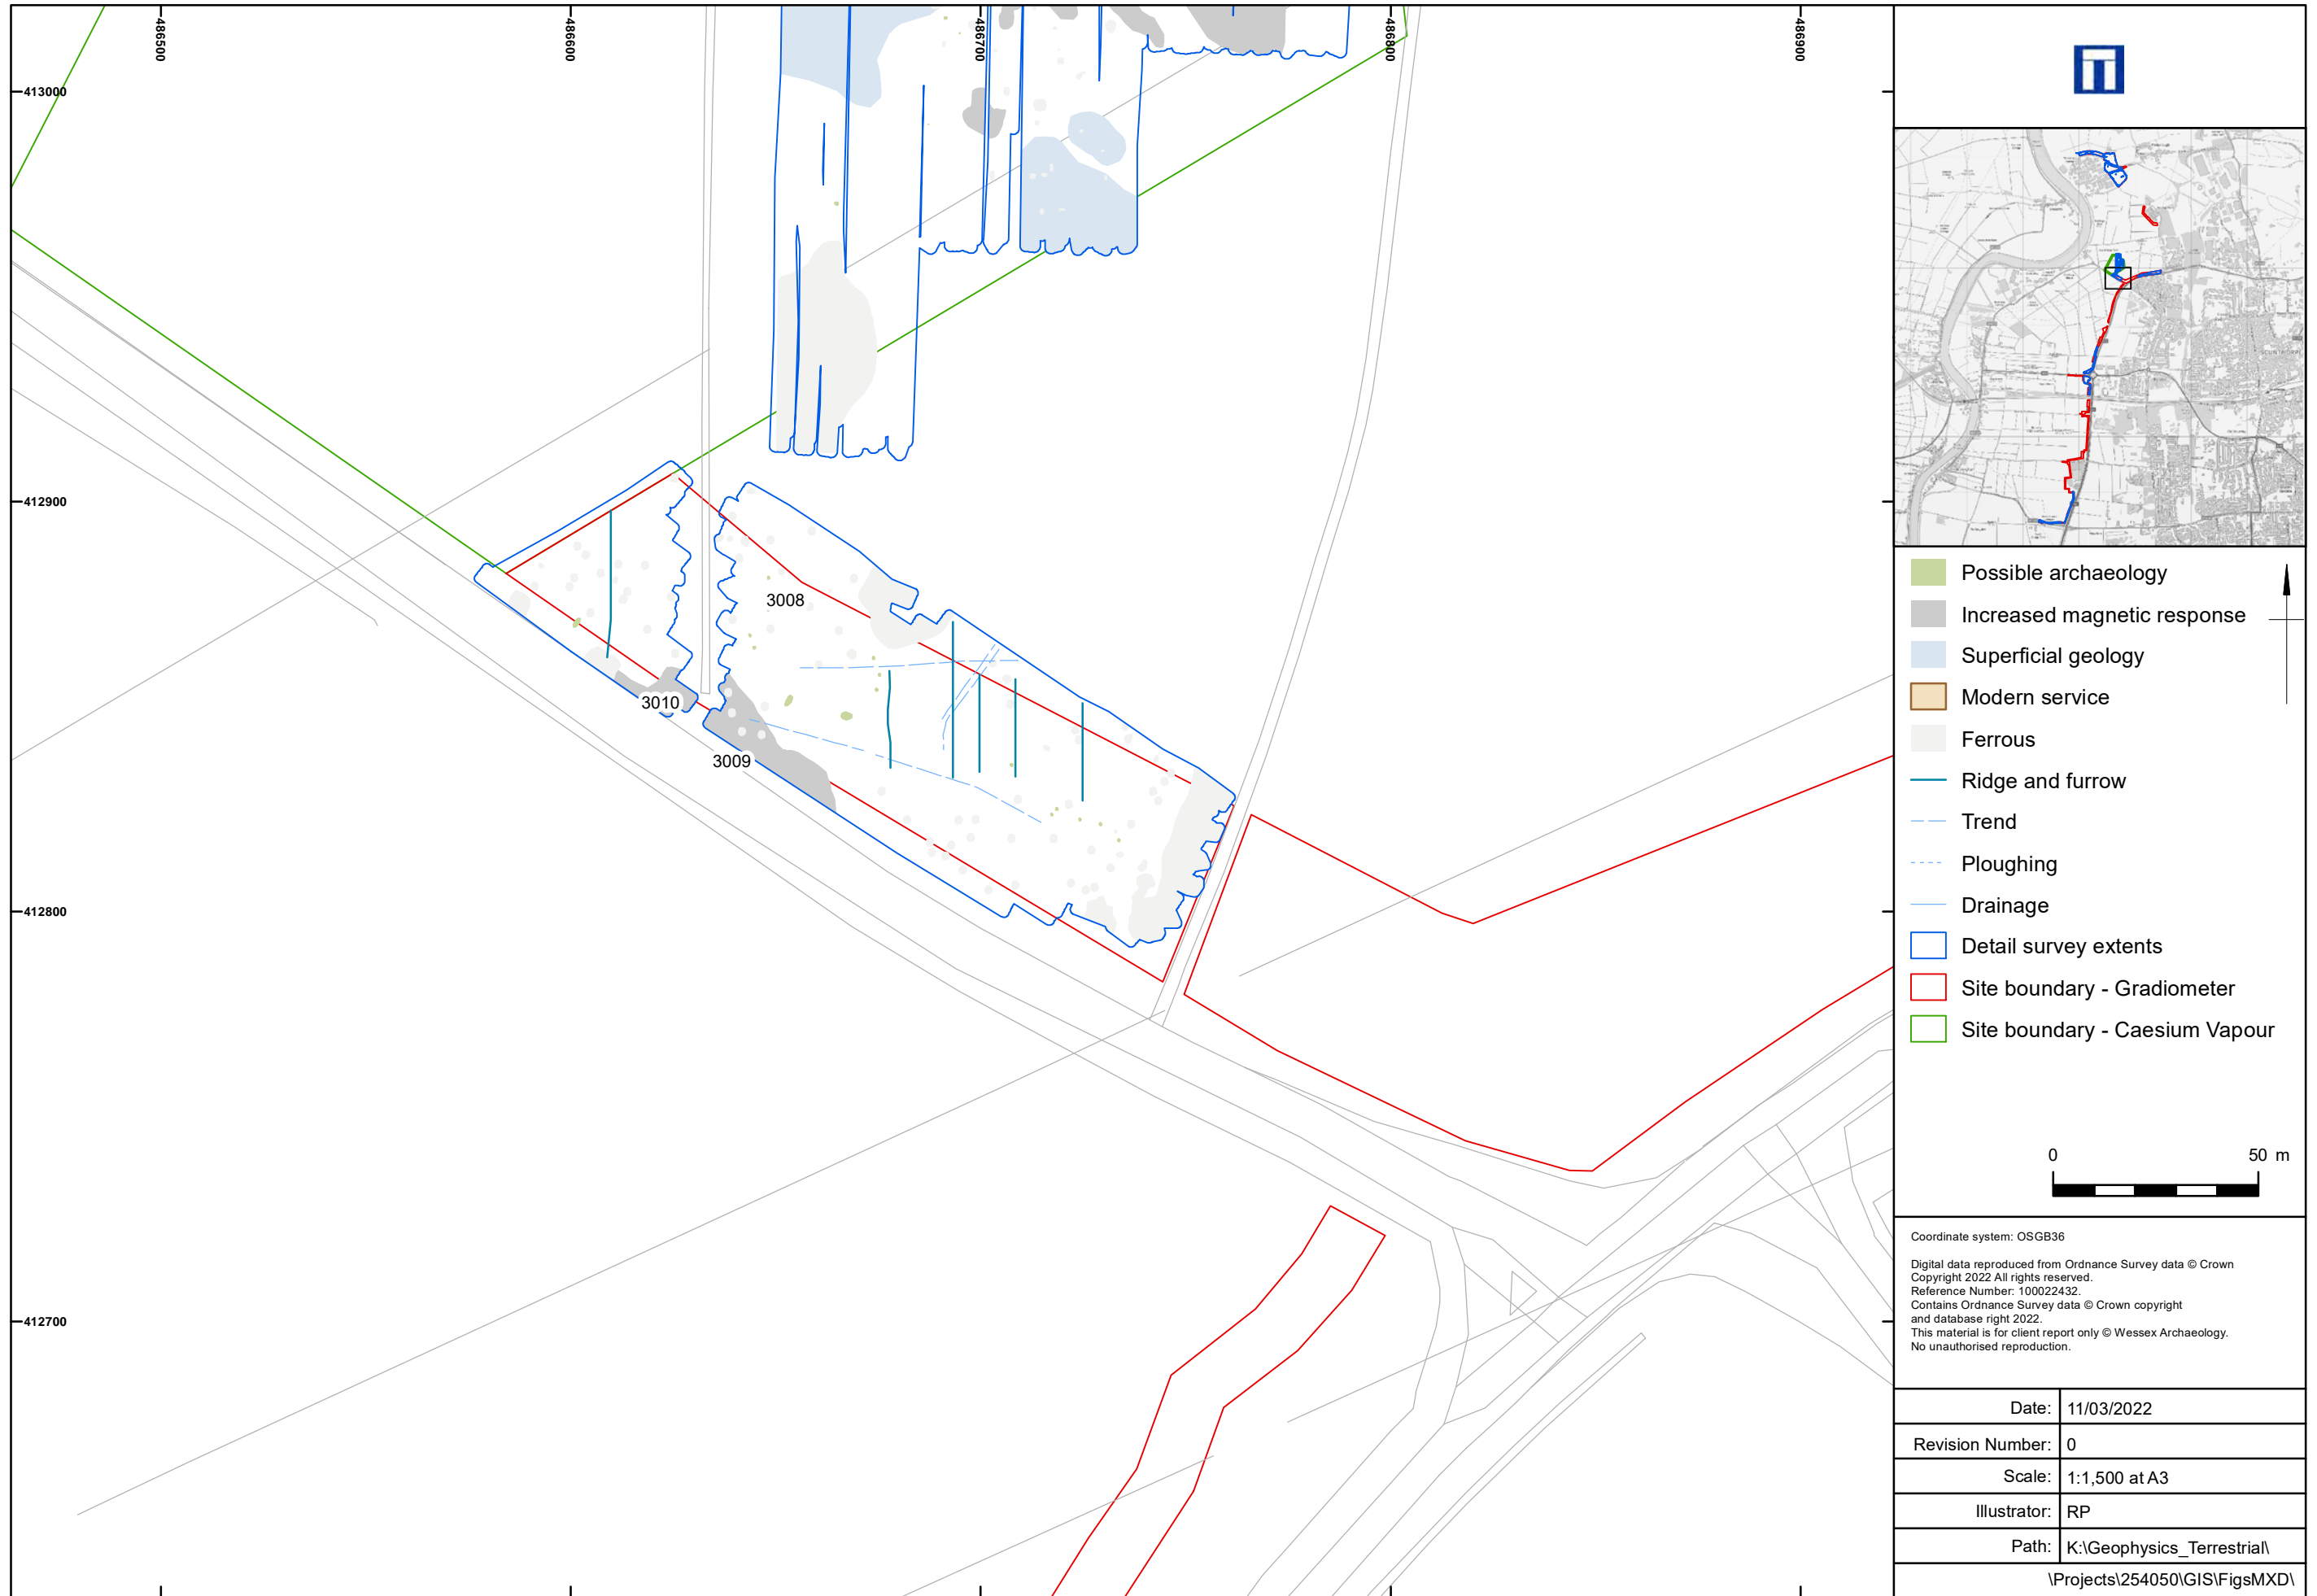 486500
486600
486700
486800
486900
413000
412900
412800
412700
3008
3010
3009
Possible archaeology
Increased magnetic response
Superficial geology
Modern service
Ferrous
Ridge and furrow
Trend
Ploughing
Drainage
Detail survey extents
Site boundary - Gradiometer
Site boundary - Caesium Vapour
0 50 m
Coordinate system: OSGB36
Digital data reproduced from Ordnance Survey data © Crown
Copyright 2022 All rights reserved.
Reference Number: 100022432.
Contains Ordnance Survey data © Crown copyright
and database right 2022.
This material is for client report only © Wessex Archaeology.
No unauthorised reproduction.
Date: 11/03/2022
Revision Number: 0
Scale: 1:1,500 at A3
Illustrator: RP
Path: K:\Geophysics_Terrestrial\
\Projects\254050\GIS\FigsMXD\